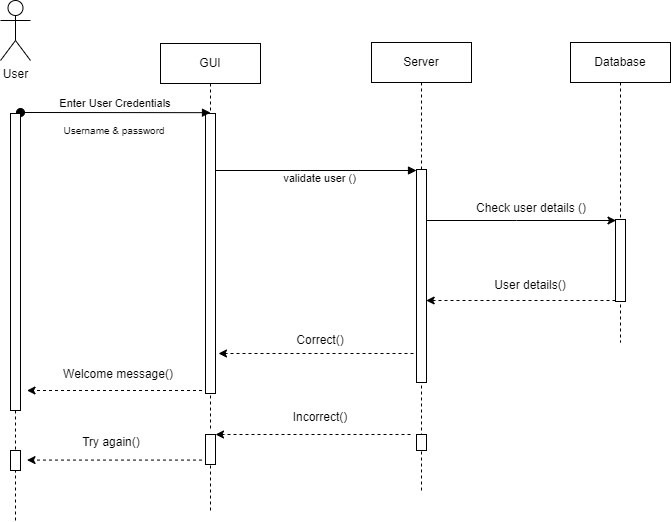 User
GUI
Server
Database
Enter User Credentials
Username & password
validate user ()
Check user details ()
User details()
Correct()
Welcome message()
Incorrect()
Try again()